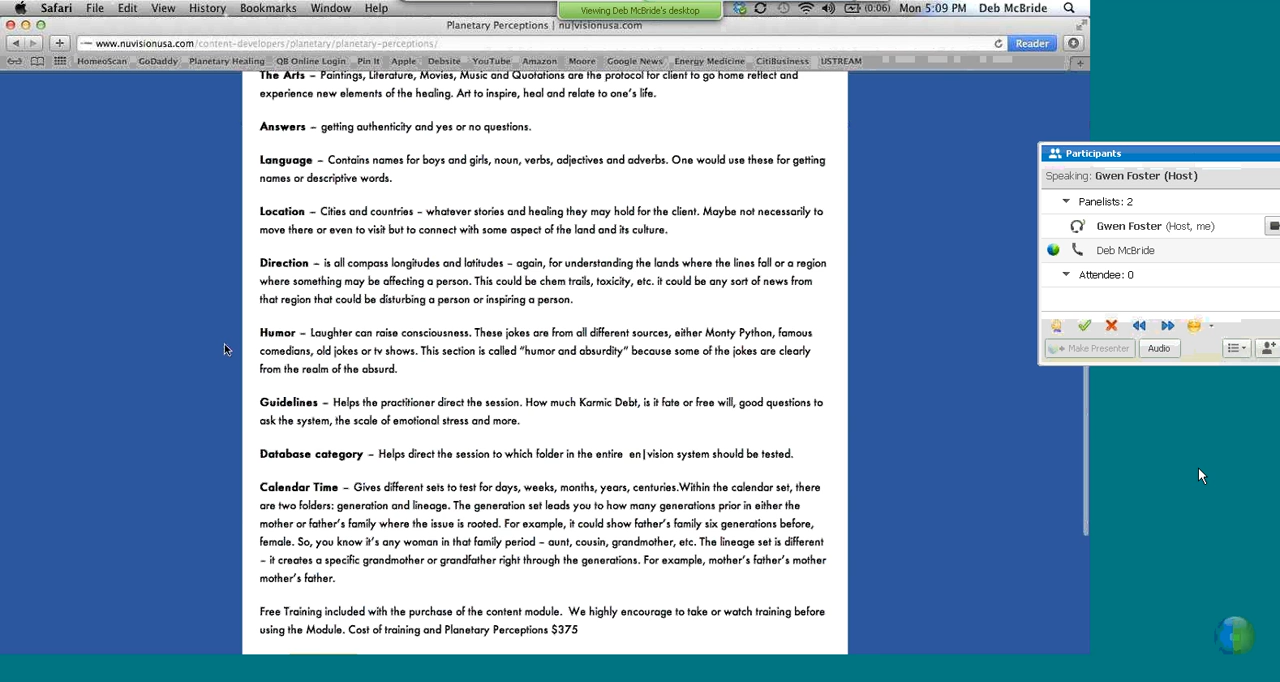 Safari File Edit View History Bookmarks Window Help
Viewing Deb McBride's desktop
(0:06) Mon 5:09 PM Deb McBride
Planetary Perceptions | nu|visionusa.com
www.nuvisionusa.com/content-developers/planetary/planetary-perceptions/
Reader
HomeoScan GoDaddy Planetary Healing QB Online Login Pin It Apple Debsite YouTube Amazon Moore Google News Energy Medicine CitiBusiness USTREAM
The Arts – Paintings, Literature, Movies, Music and Quotations are the protocol for client to go home reflect and
experience new elements of the healing. Art to inspire, heal and relate to one's life.
Answers – getting authenticity and yes or no questions.
Language – Contains names for boys and girls, noun, verbs, adjectives and adverbs. One would use these for getting
names or descriptive words.
Location – Cities and countries – whatever stories and healing they may hold for the client. Maybe not necessarily to
move there or even to visit but to connect with some aspect of the land and its culture.
Direction – is all compass longitudes and latitudes – again, for understanding the lands where the lines fall or a region
where something may be affecting a person. This could be chem trails, toxicity, etc. it could be any sort of news from
that region that could be disturbing a person or inspiring a person.
Humor – Laughter can raise consciousness. These jokes are from all different sources, either Monty Python, famous
comedians, old jokes or tv shows. This section is called "humor and absurdity" because some of the jokes are clearly
from the realm of the absurd.
Guidelines – Helps the practitioner direct the session. How much Karmic Debt, is it fate or free will, good questions to
ask the system, the scale of emotional stress and more.
Database category – Helps direct the session to which folder in the entire en|vision system should be tested.
Calendar Time – Gives different sets to test for days, weeks, months, years, centuries.Within the calendar set, there
are two folders: generation and lineage. The generation set leads you to how many generations prior in either the
mother or father's family where the issue is rooted. For example, it could show father's family six generations before,
female. So, you know it's any woman in that family period – aunt, cousin, grandmother, etc. The lineage set is different
– it creates a specific grandmother or grandfather right through the generations. For example, mother's father's mother
mother's father.
Free Training included with the purchase of the content module. We highly encourage to take or watch training before
using the Module. Cost of training and Planetary Perceptions $375
Participants
Speaking: Gwen Foster (Host)
Panelists: 2
Gwen Foster (Host, me)
Deb McBride
Attendee: 0
Make Presenter
Audio